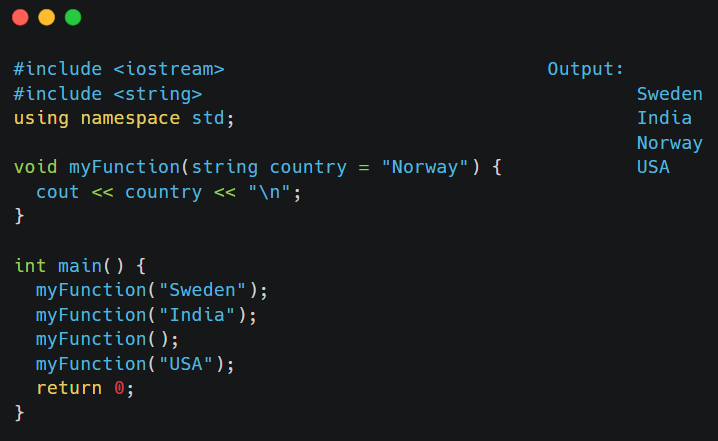 #include <iostream>
#include <string>
using namespace std;
void myFunction(string country = "Norway") {
  cout << country << "\n";
}
int main() {
  myFunction("Sweden");
  myFunction("India");
  myFunction();
  myFunction("USA");
  return 0;
}
Output:
Sweden
India
Norway
USA